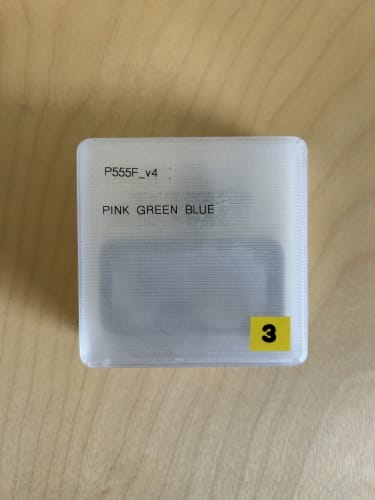 P555F_v4
PINK GREEN BLUE
3